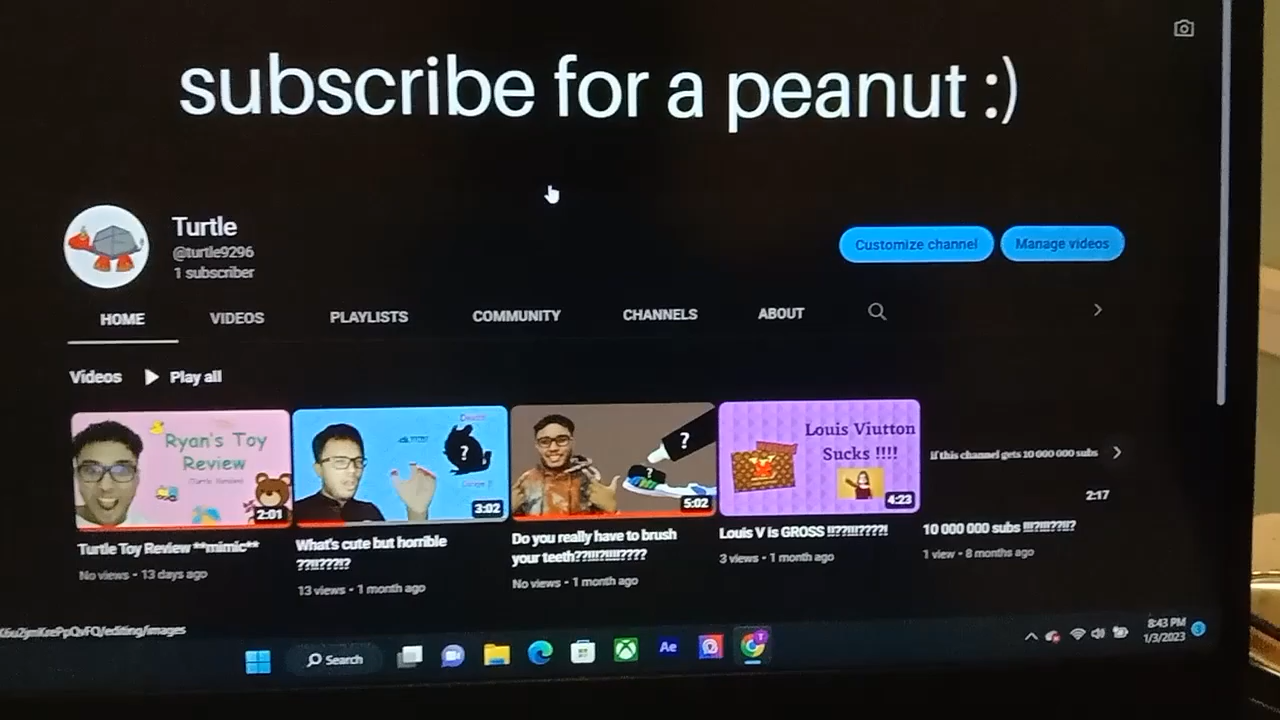 subscribe for a peanut :)
Turtle
@turtle9296
1 subscriber
Customize channel
Manage videos
HOME
VIDEOS
PLAYLISTS
COMMUNITY
CHANNELS
ABOUT
Videos
Play all
Ryan's Toy
Review
2:01
?
3:02
?
?
5:02
Louis Viutton
Sucks !!!!
4:23
if this channel gets 10 000 000 subs
2:17
Turtle Toy Review **mimic**
No views • 13 days ago
What's cute but horrible
13 views • 1 month ago
Do you really have to brush
your teeth
No views • 1 month ago
Louis V is GROSS
3 views • 1 month ago
10 000 000 subs
1 view • 8 months ago
/editing/images
Search
Ae
T
8:43 PM
1/3/2023
3